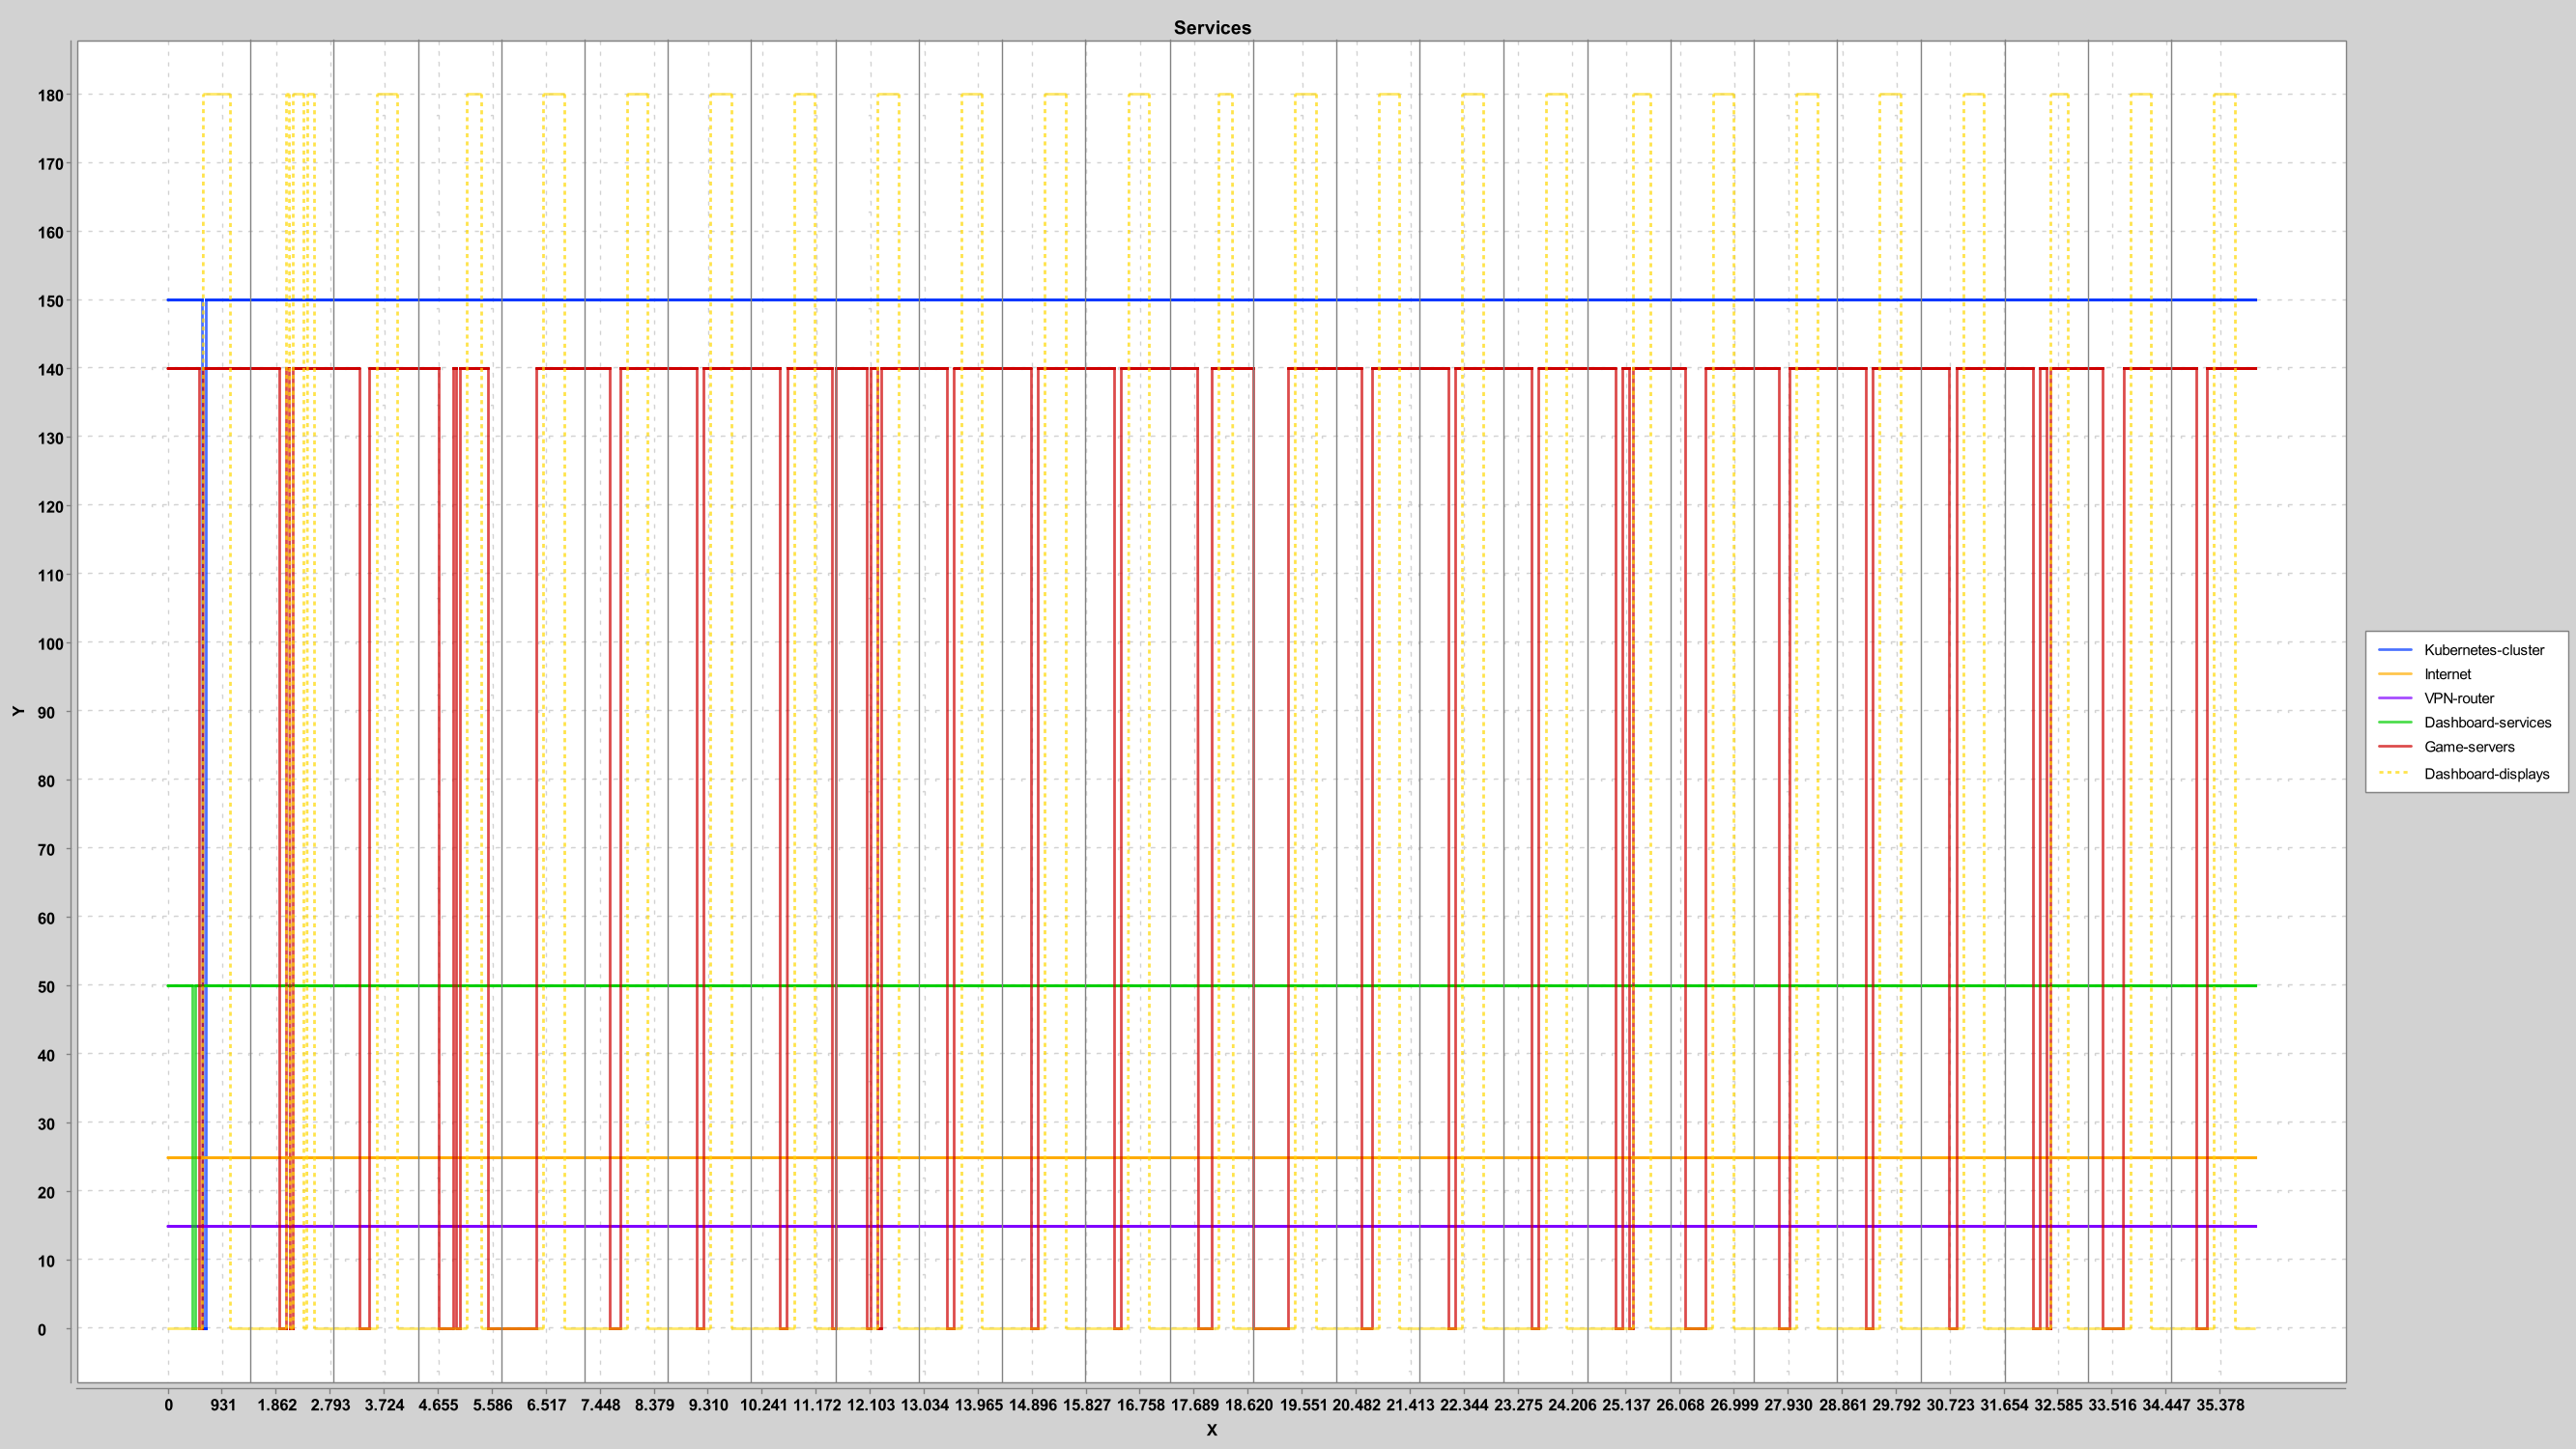 Services
180
170
160
150
140
130
120
110
100
90
80
70
60
50
40
30
20
10
0
Y
0 931 1.862 2.793 3.724 4.655 5.586 6.517 7.448 8.379 9.310 10.241 11.172 12.103 13.034 13.965 14.896 15.827 16.758 17.689 18.620 19.551 20.482 21.413 22.344 23.275 24.206 25.137 26.068 26.999 27.930 28.861 29.792 30.723 31.654 32.585 33.516 34.447 35.378
X
Kubernetes-cluster
Internet
VPN-router
Dashboard-services
Game-servers
Dashboard-displays